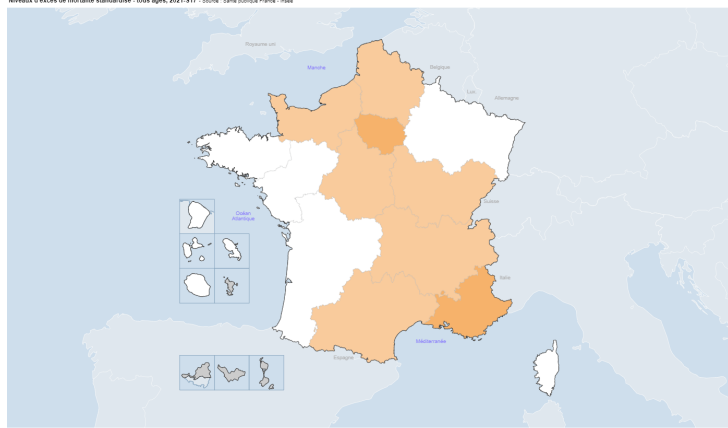 Niveaux d'excès de mortalité standardisé - tous âges, 2021-S17 - Source : Santé publique France - Insee
Royaume-uni
Manche
Belgique
Lux
Allemagne
Suisse
Océan
Atlantique
Italie
Méditerranée
Espagne